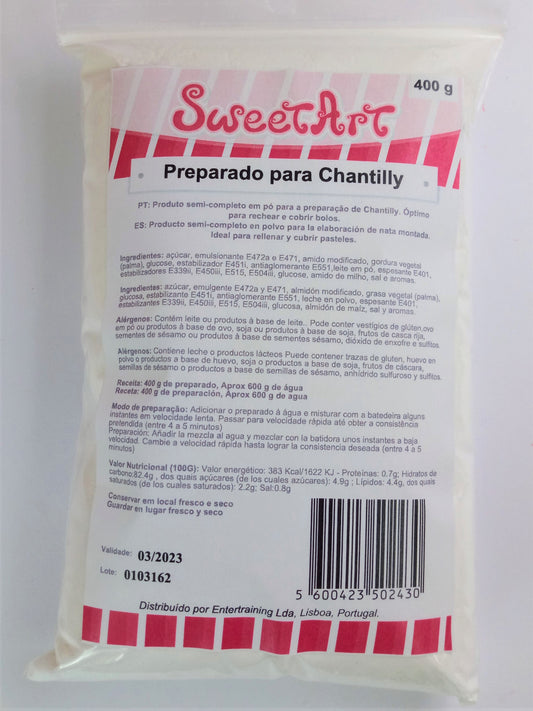 400 g
SweetArt
Preparado para Chantilly
PT: Produto semi-completo em pó para a preparação de Chantilly. Óptimo
para rechear e cobrir bolos.
ES: Producto semi-completo en polvo para la elaboración de nata montada.
Ideal para rellenar y cubrir pasteles.
Ingredientes: açúcar, emulsionante E472a e E471, amido modificado, gordura vegetal
(palma), glucose, estabilizador E451i, antiaglomerante E551,leite em pó, espesante E401,
estabilizadores E339ii, E450iii, E515, E504ii, glucose, amido de milho, sal e aromas.
Ingredientes: azúcar, emulgente E472a y E471, almidón modificado, grasa vegetal (palma),
glucosa, estabilizante E451i, antiaglomerante E551, leche en polvo, espesante E401,
estabilizantes E339ii, E450iii, E515, E504ii, glucosa, almidón de maíz, sal y aromas.
Alérgenos: Contém leite ou produtos à base de leite.. Pode conter vestígios de glúten,ovo
em pó ou produtos à base de ovo, soja ou produtos à base de soja, frutos de casca rija,
sementes de sésamo ou produtos à base de sementes sésamo, dióxido de enxofre e sulfitos.
Alérgenos: Contiene leche o productos lácteos Puede contener trazas de gluten, huevo en
polvo o productos a base de huevo, soja o productos a base de soja, frutos de cáscara,
semillas de sésamo o productos a base de semillas de sésamo, anhídrido sulfuroso y sulfitos.
Receita: 400 g de preparado, Aprox 600 g de água
Receta: 400 g de preparación, Aprox 600 g de agua
Modo de preparação: Adicionar o preparado à água e misturar com a batedeira alguns
instantes em velocidade lenta. Passar para velocidade rápida até obter a consistência
pretendida (entre 4 a 5 minutos)
Preparación: Añadir la mezcla al agua y mezclar con la batidora unos instantes a baja
velocidad. Cambie a velocidad rápida hasta lograr la consistencia deseada (entre 4 a 5
minutos)
Valor Nutricional (100G): Valor energético: 383 Kcal/1622 KJ - Proteínas: 0.7g; Hidratos de
carbono:82.4g , dos quais açúcares (de los cuales azúcares): 4.9g ; Lípidos: 4.4g, dos quais
saturados (de los cuales saturados): 2.2g; Sal:0.8g
Conservar em local fresco e seco
Guardar en lugar fresco y seco
Validade: 03/2023
Lote: 0103162
5 600423 502430
Distribuído por Entertraining Lda, Lisboa, Portugal.